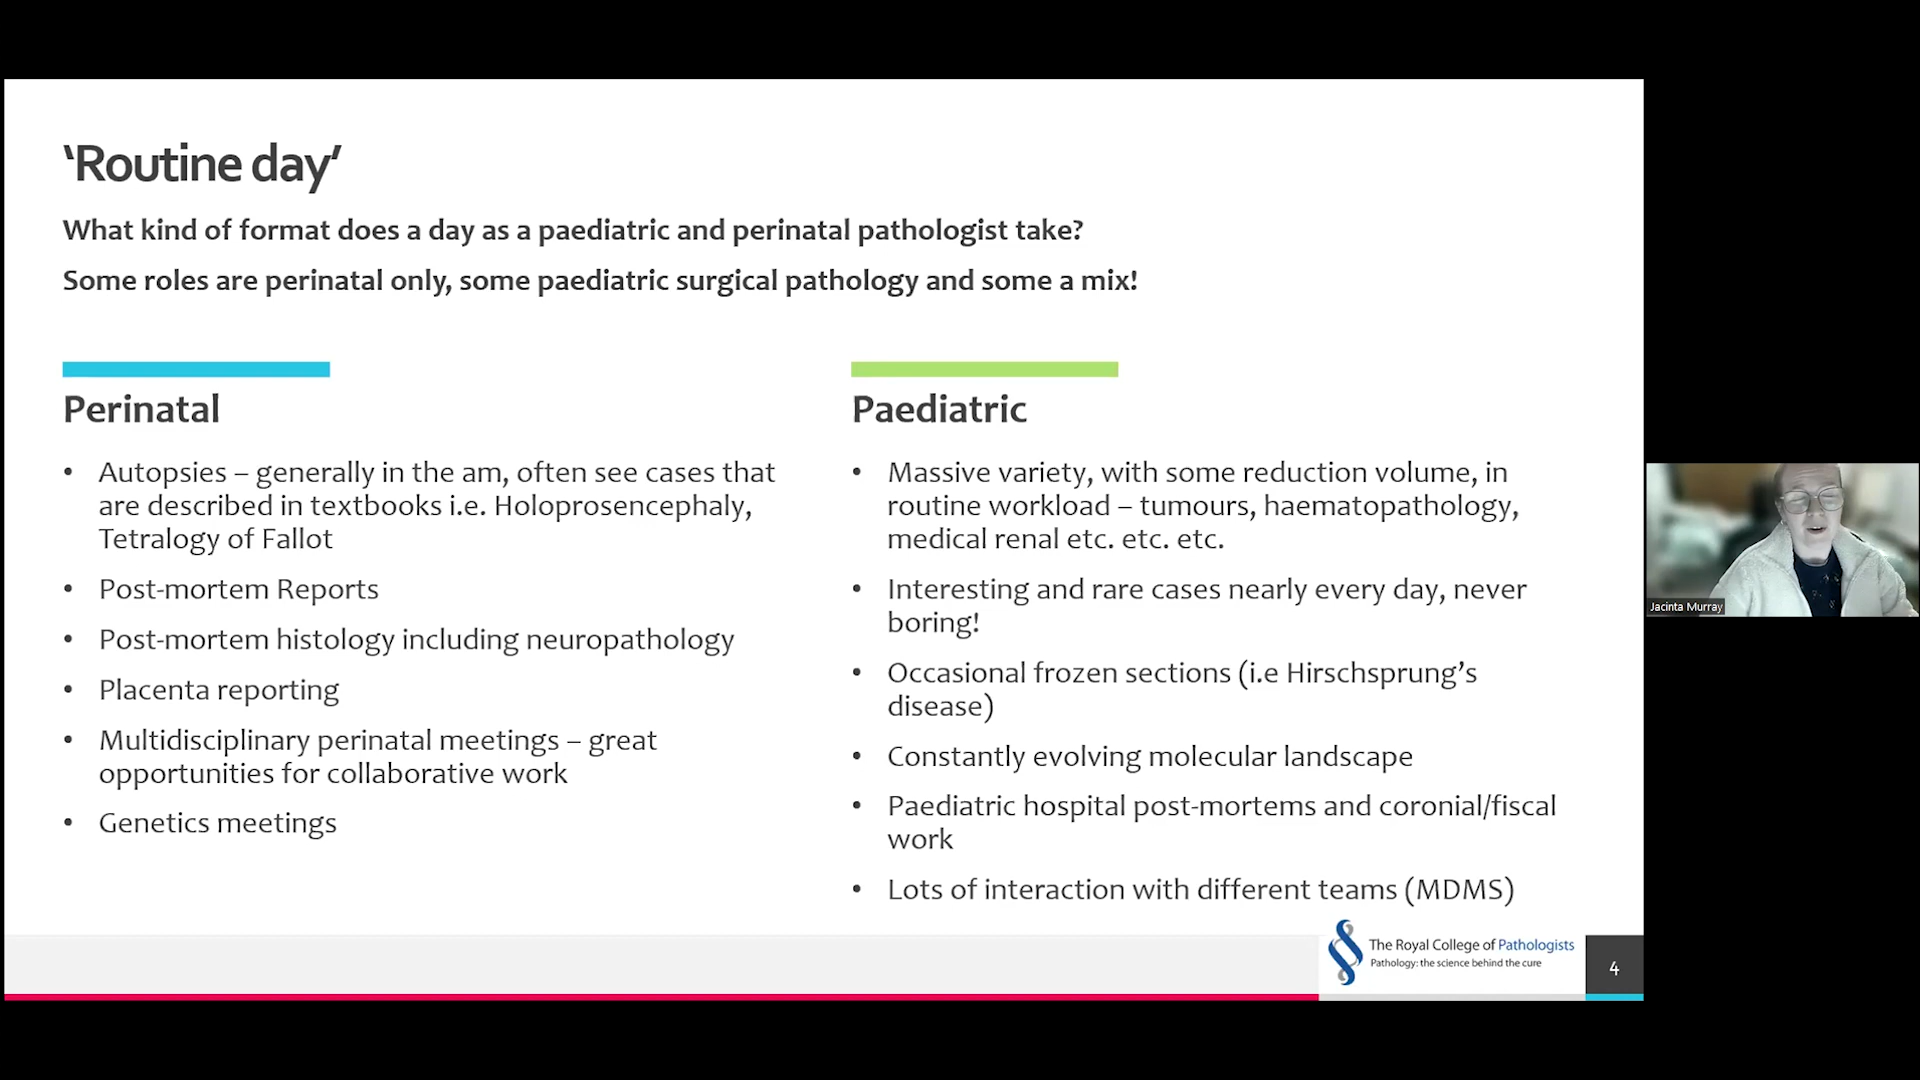 ‘Routine day’
What kind of format does a day as a paediatric and perinatal pathologist take?
Some roles are perinatal only, some paediatric surgical pathology and some a mix!
Perinatal
• Autopsies – generally in the am, often see cases that
are described in textbooks i.e. Holoprosencephaly,
Tetralogy of Fallot
• Post-mortem Reports
• Post-mortem histology including neuropathology
• Placenta reporting
• Multidisciplinary perinatal meetings – great
opportunities for collaborative work
• Genetics meetings
Paediatric
• Massive variety, with some reduction volume, in
routine workload – tumours, haematopathology,
medical renal etc. etc. etc.
• Interesting and rare cases nearly every day, never
boring!
• Occasional frozen sections (i.e Hirschsprung’s
disease)
• Constantly evolving molecular landscape
• Paediatric hospital post-mortems and coronial/fiscal
work
• Lots of interaction with different teams (MDMS)
The Royal College of Pathologists
Pathology: the science behind the cure
4
Jacinta Murray